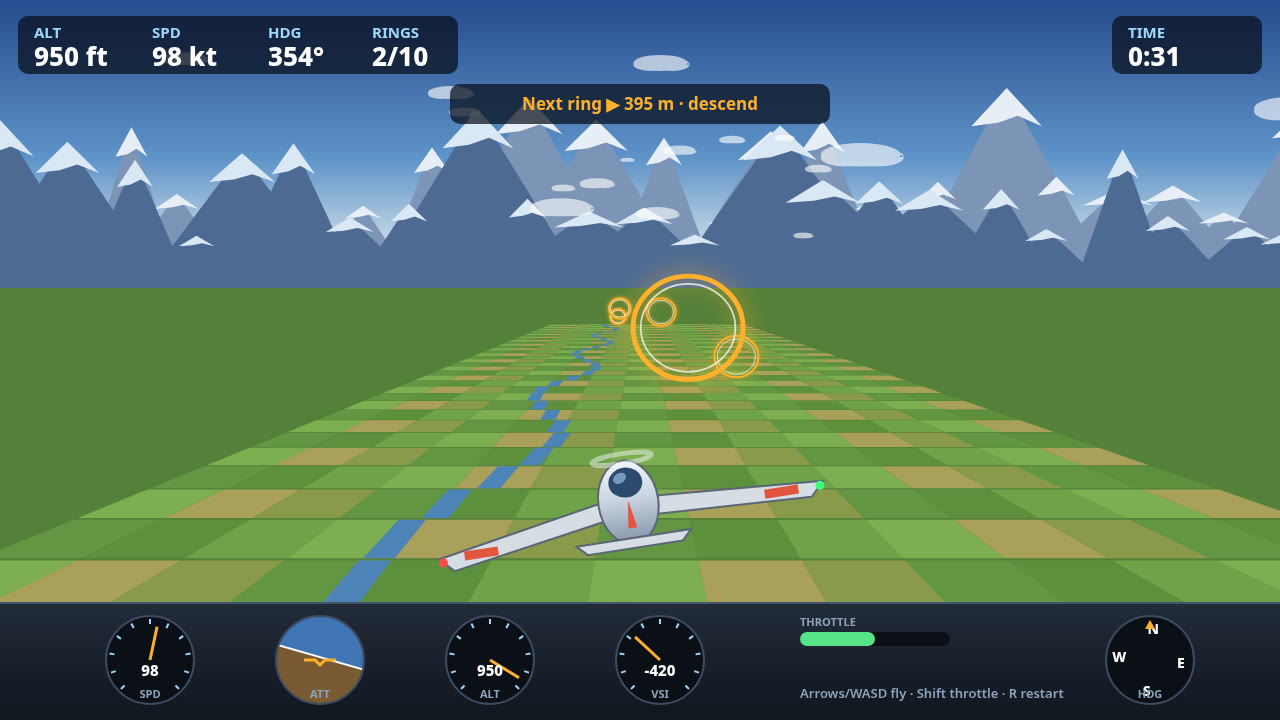 ALT SPD HDG RINGS
950 ft 98 kt 354° 2/10
TIME
0:31
Next ring ▶ 395 m · descend
98
SPD
ATT
950
ALT
-420
VSI
THROTTLE
Arrows/WASD fly · Shift throttle · R restart
N
W
E
S
HDG